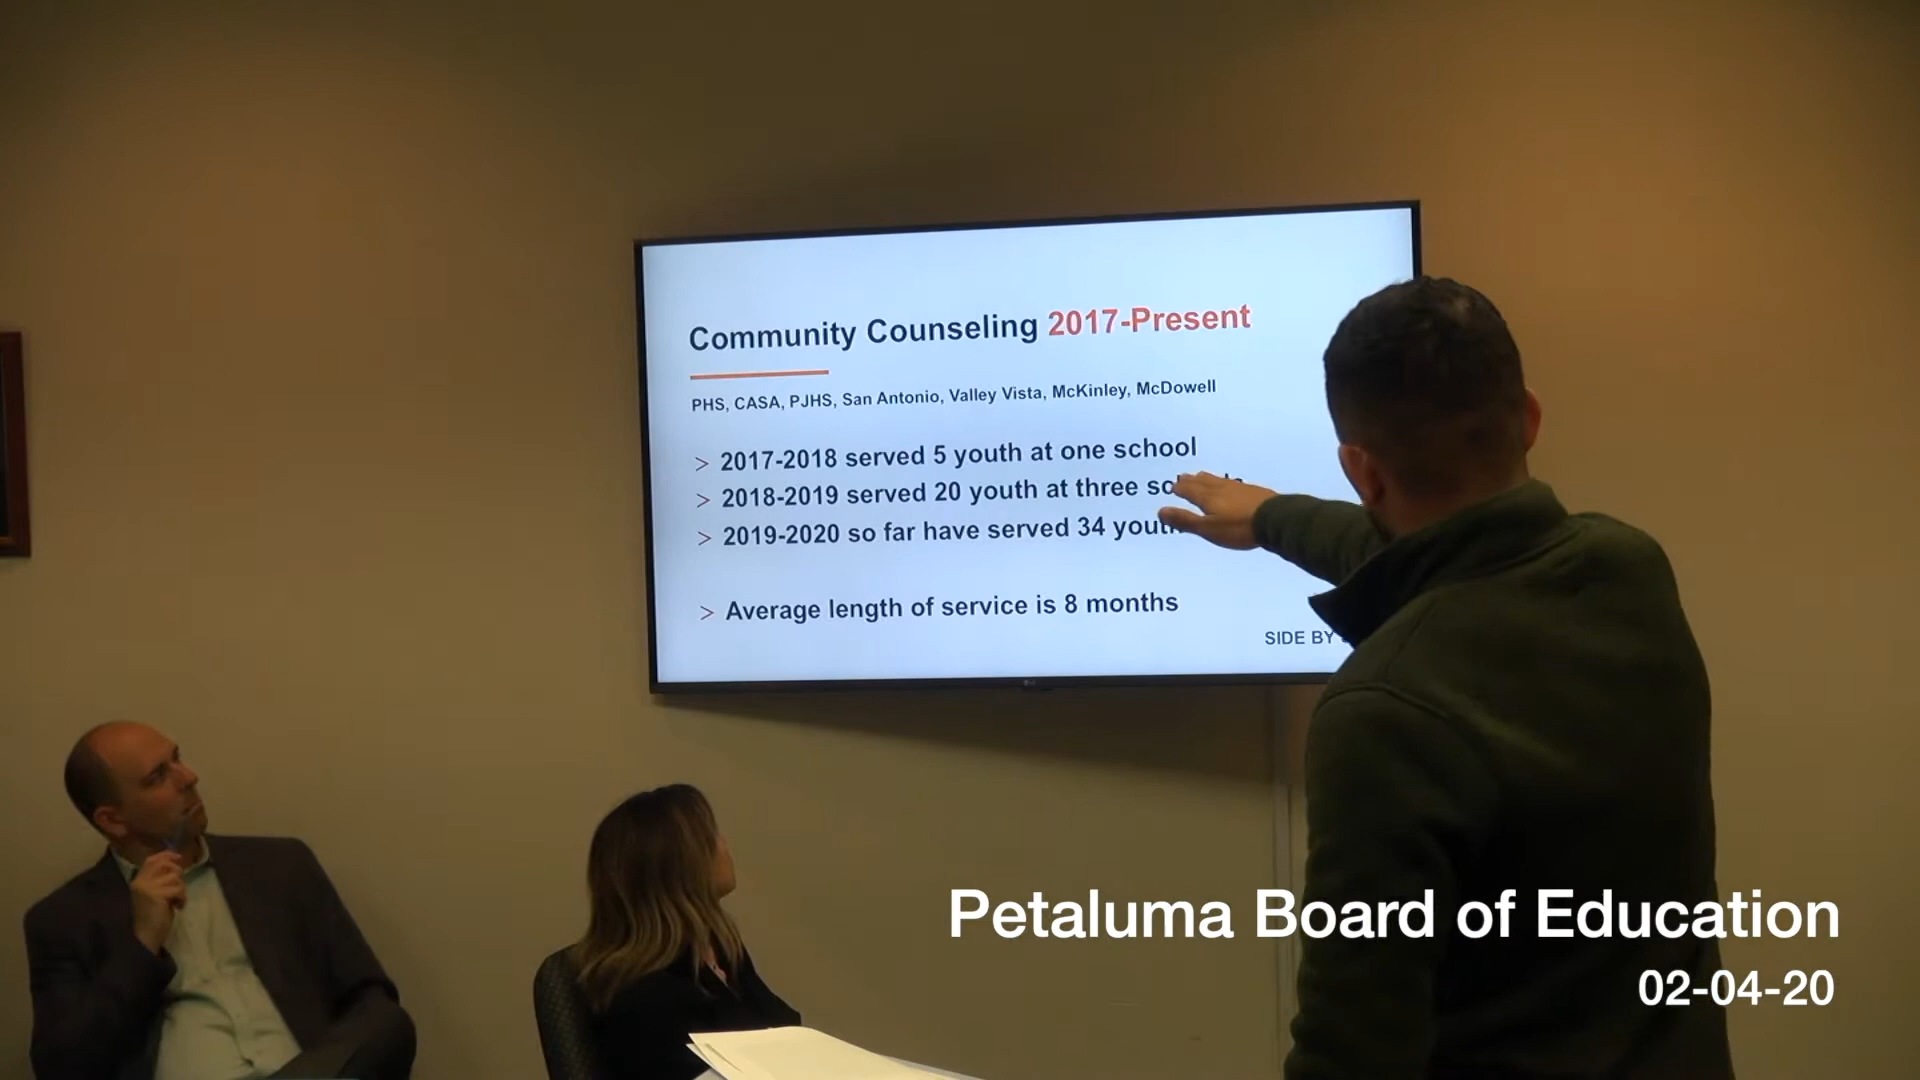 Community Counseling 2017-Present
PHS, CASA, PJHS, San Antonio, Valley Vista, McKinley, McDowell
> 2017-2018 served 5 youth at one school
> 2018-2019 served 20 youth at three
> 2019-2020 so far have served 34 youth
> Average length of service is 8 months
SIDE BY
Petaluma Board of Education
02-04-20